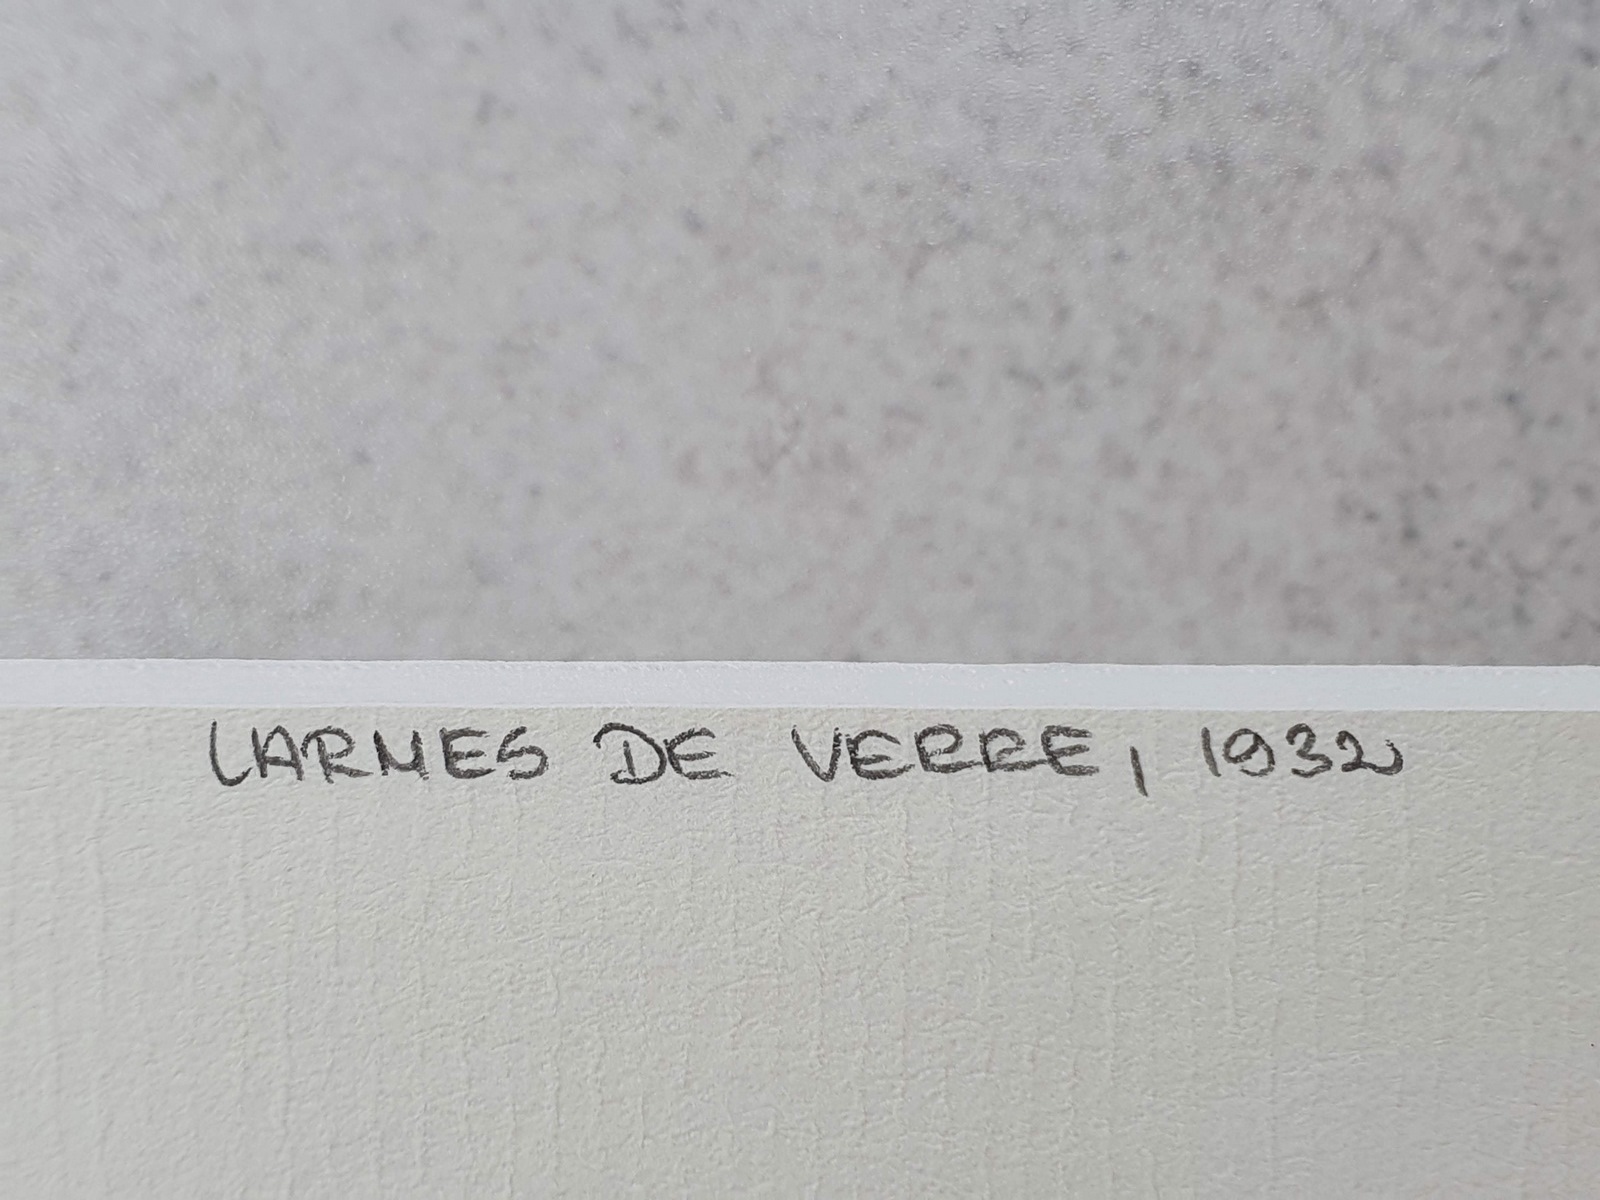 LARMES DE VERRE, 1932